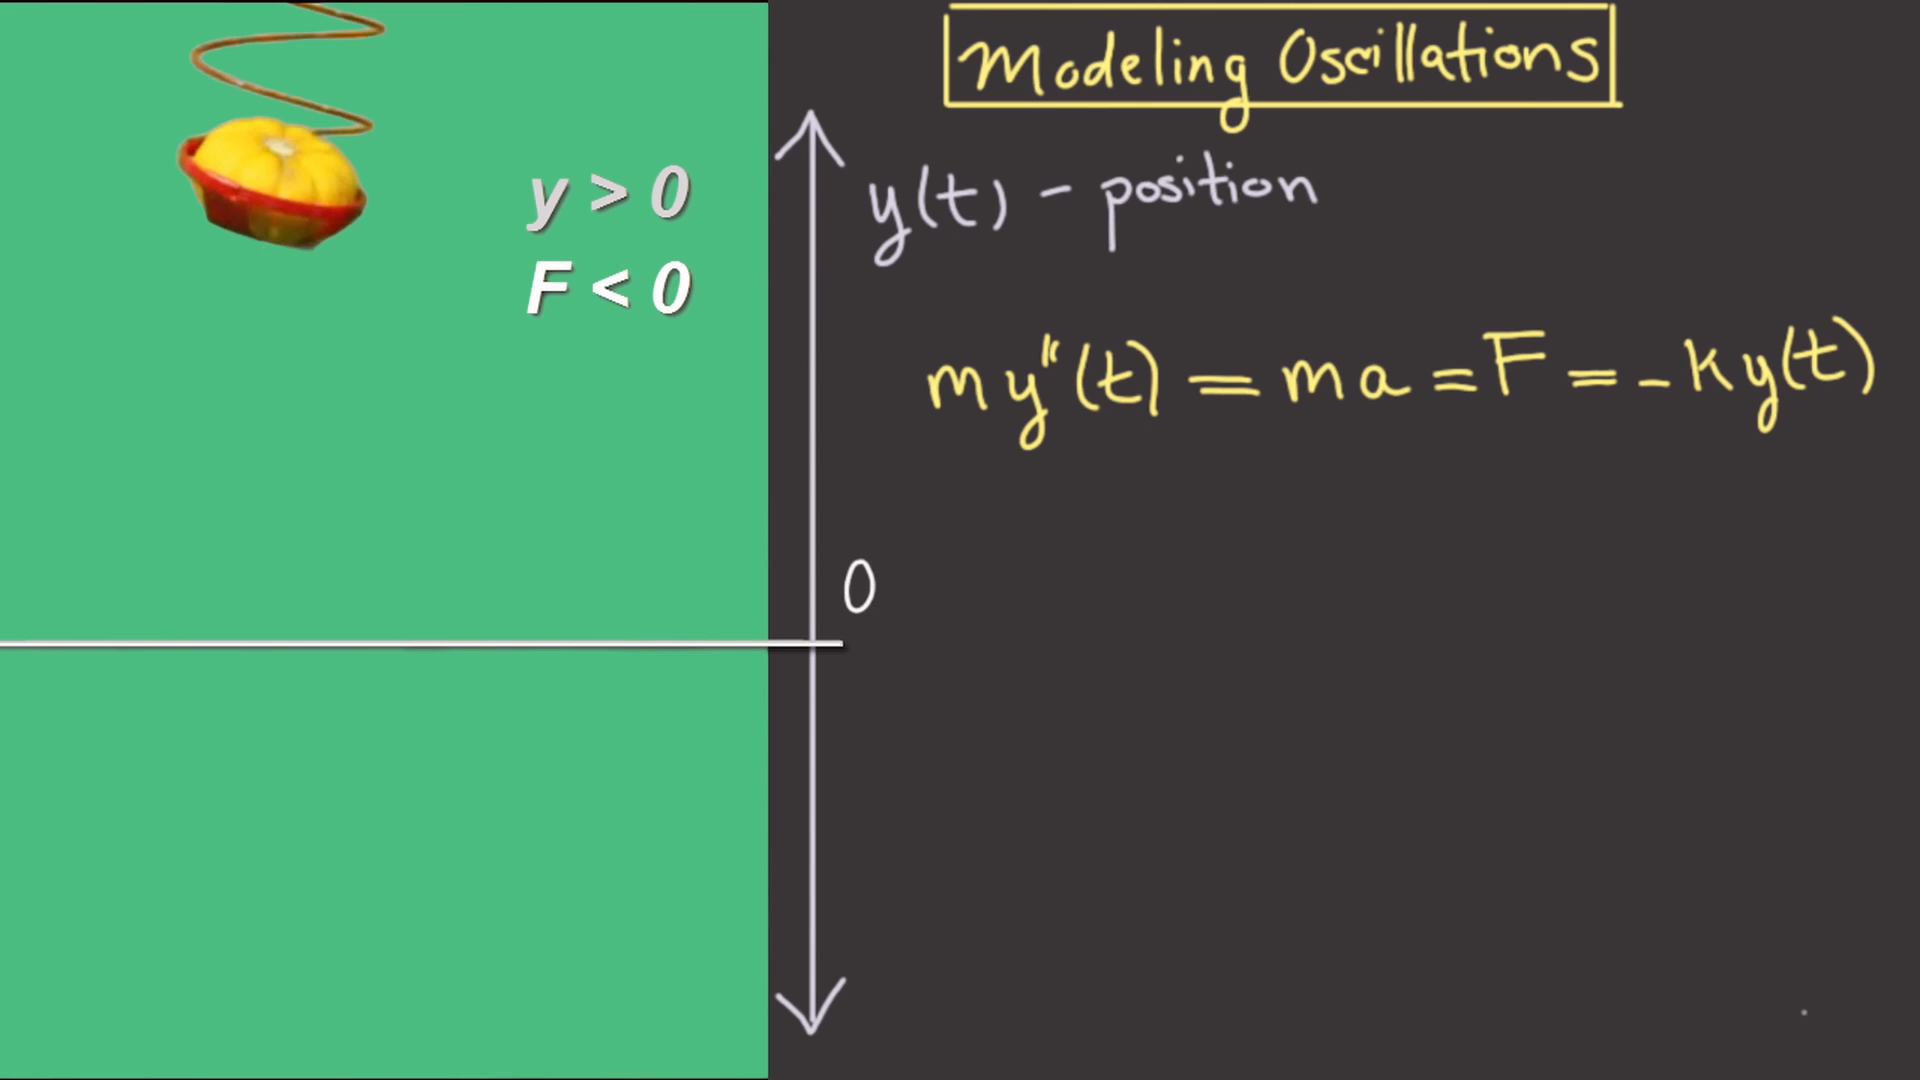 Modeling Oscillations
y > 0
F < 0
y(t) - position
my"(t) = ma = F = -ky(t)
0